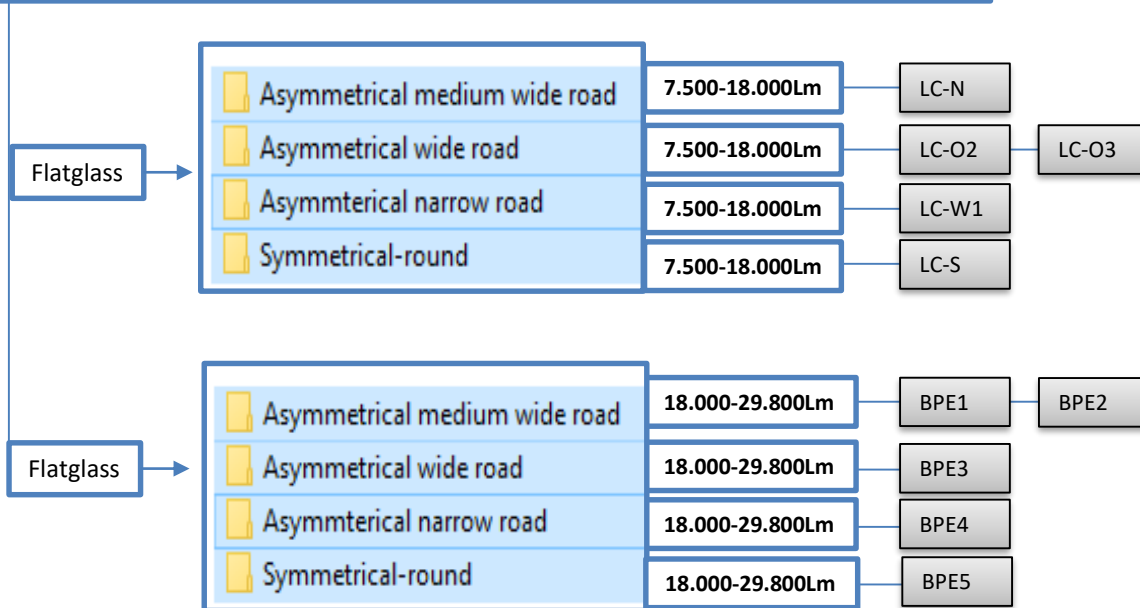 Asymmetrical medium wide road 7.500-18.000Lm LC-N
Asymmetrical wide road 7.500-18.000Lm LC-O2 LC-O3
Flatglass
Asymmterical narrow road 7.500-18.000Lm LC-W1
Symmetrical-round 7.500-18.000Lm LC-S
Asymmetrical medium wide road 18.000-29.800Lm BPE1 BPE2
Flatglass
Asymmetrical wide road 18.000-29.800Lm BPE3
Asymmterical narrow road 18.000-29.800Lm BPE4
Symmetrical-round 18.000-29.800Lm BPE5